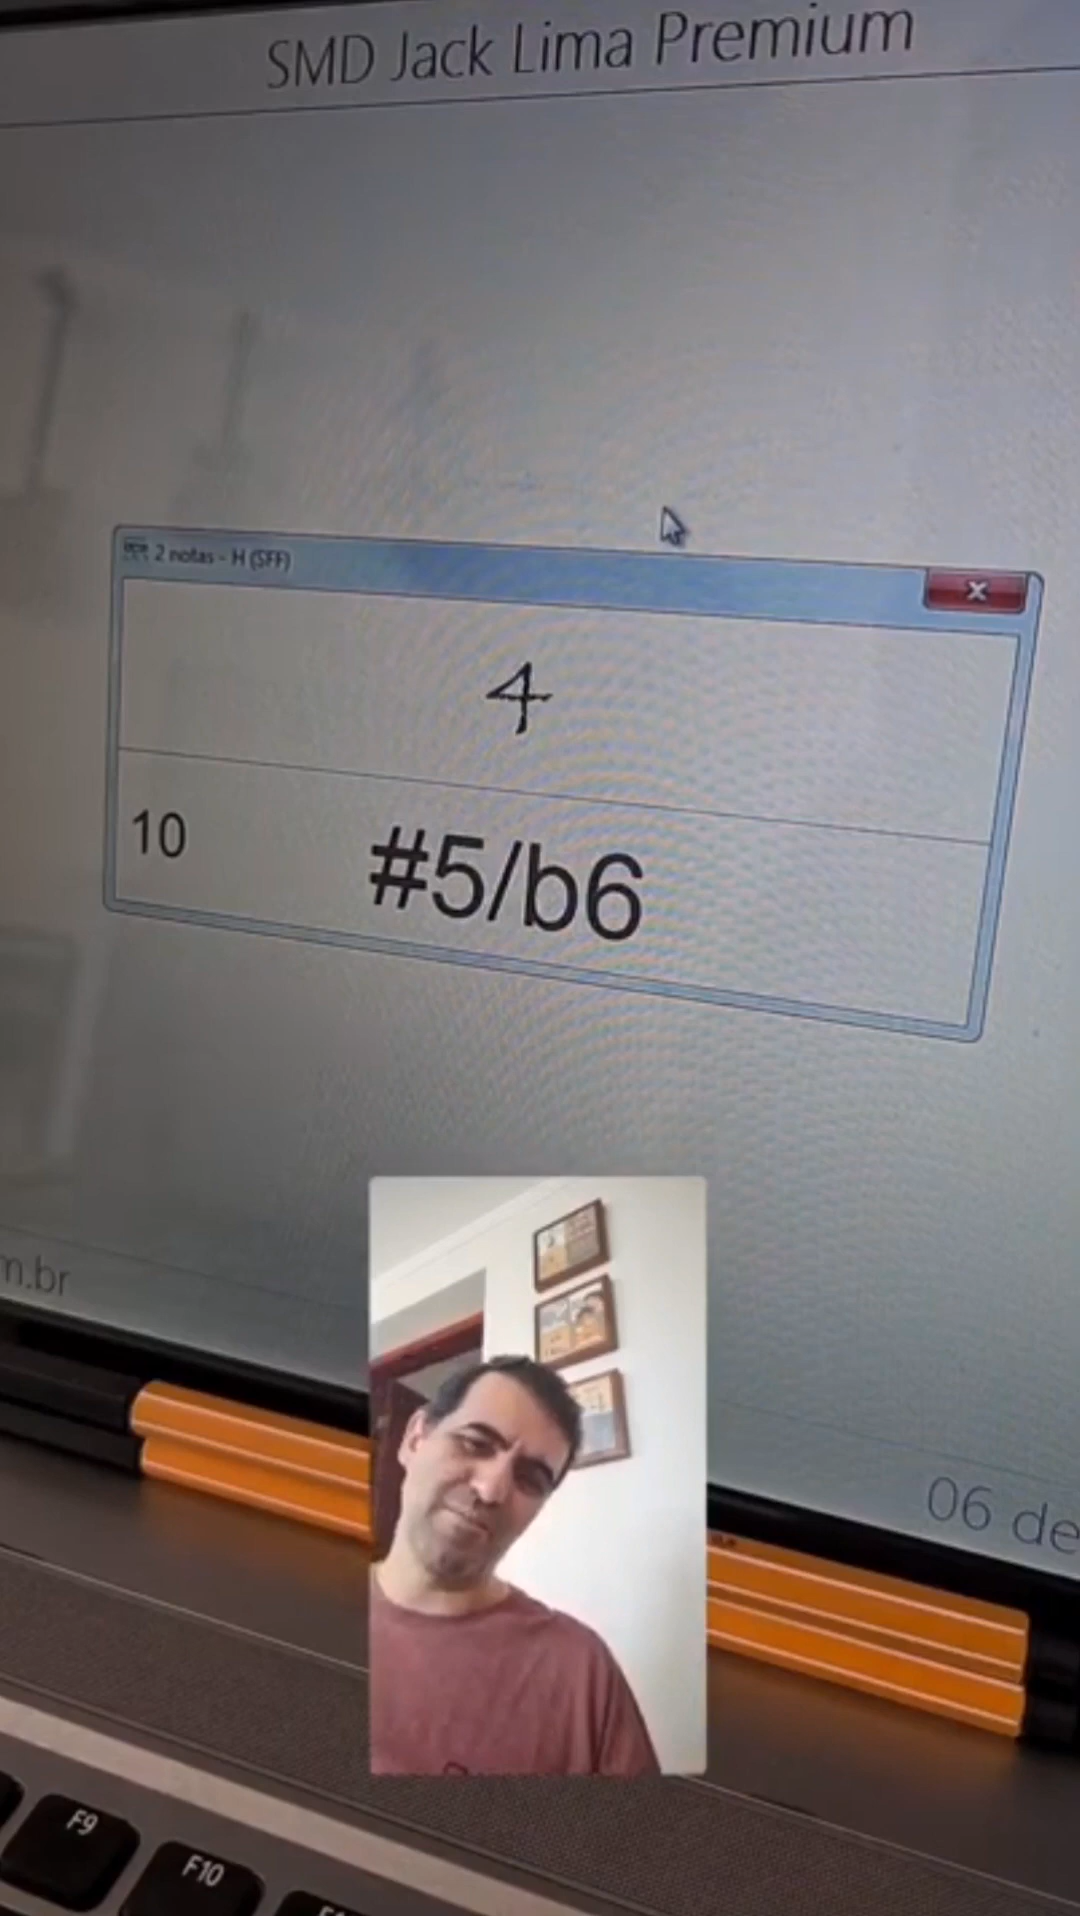 SMD Jack Lima Premium
2 notas - H (SFF)
4
10
#5/b6
m.br
06 de
F9
F10